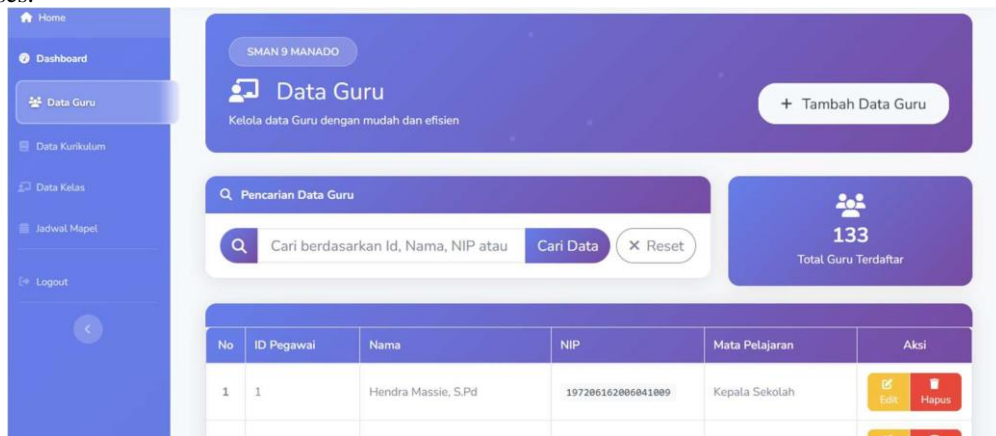 ses.
Home
Dashboard
Data Guru
Data Kurikulum
Data Kelas
Jadwal Mapel
Logout
SMAN 9 MANADO
Data Guru
Kelola data Guru dengan mudah dan efisien
+ Tambah Data Guru
Pencarian Data Guru
Cari berdasarkan Id, Nama, NIP atau
Cari Data
× Reset
133
Total Guru Terdaftar
No ID Pegawai Nama NIP Mata Pelajaran Aksi
1 1 Hendra Massie, S.Pd 197206162006041009 Kepala Sekolah Edit Hapus